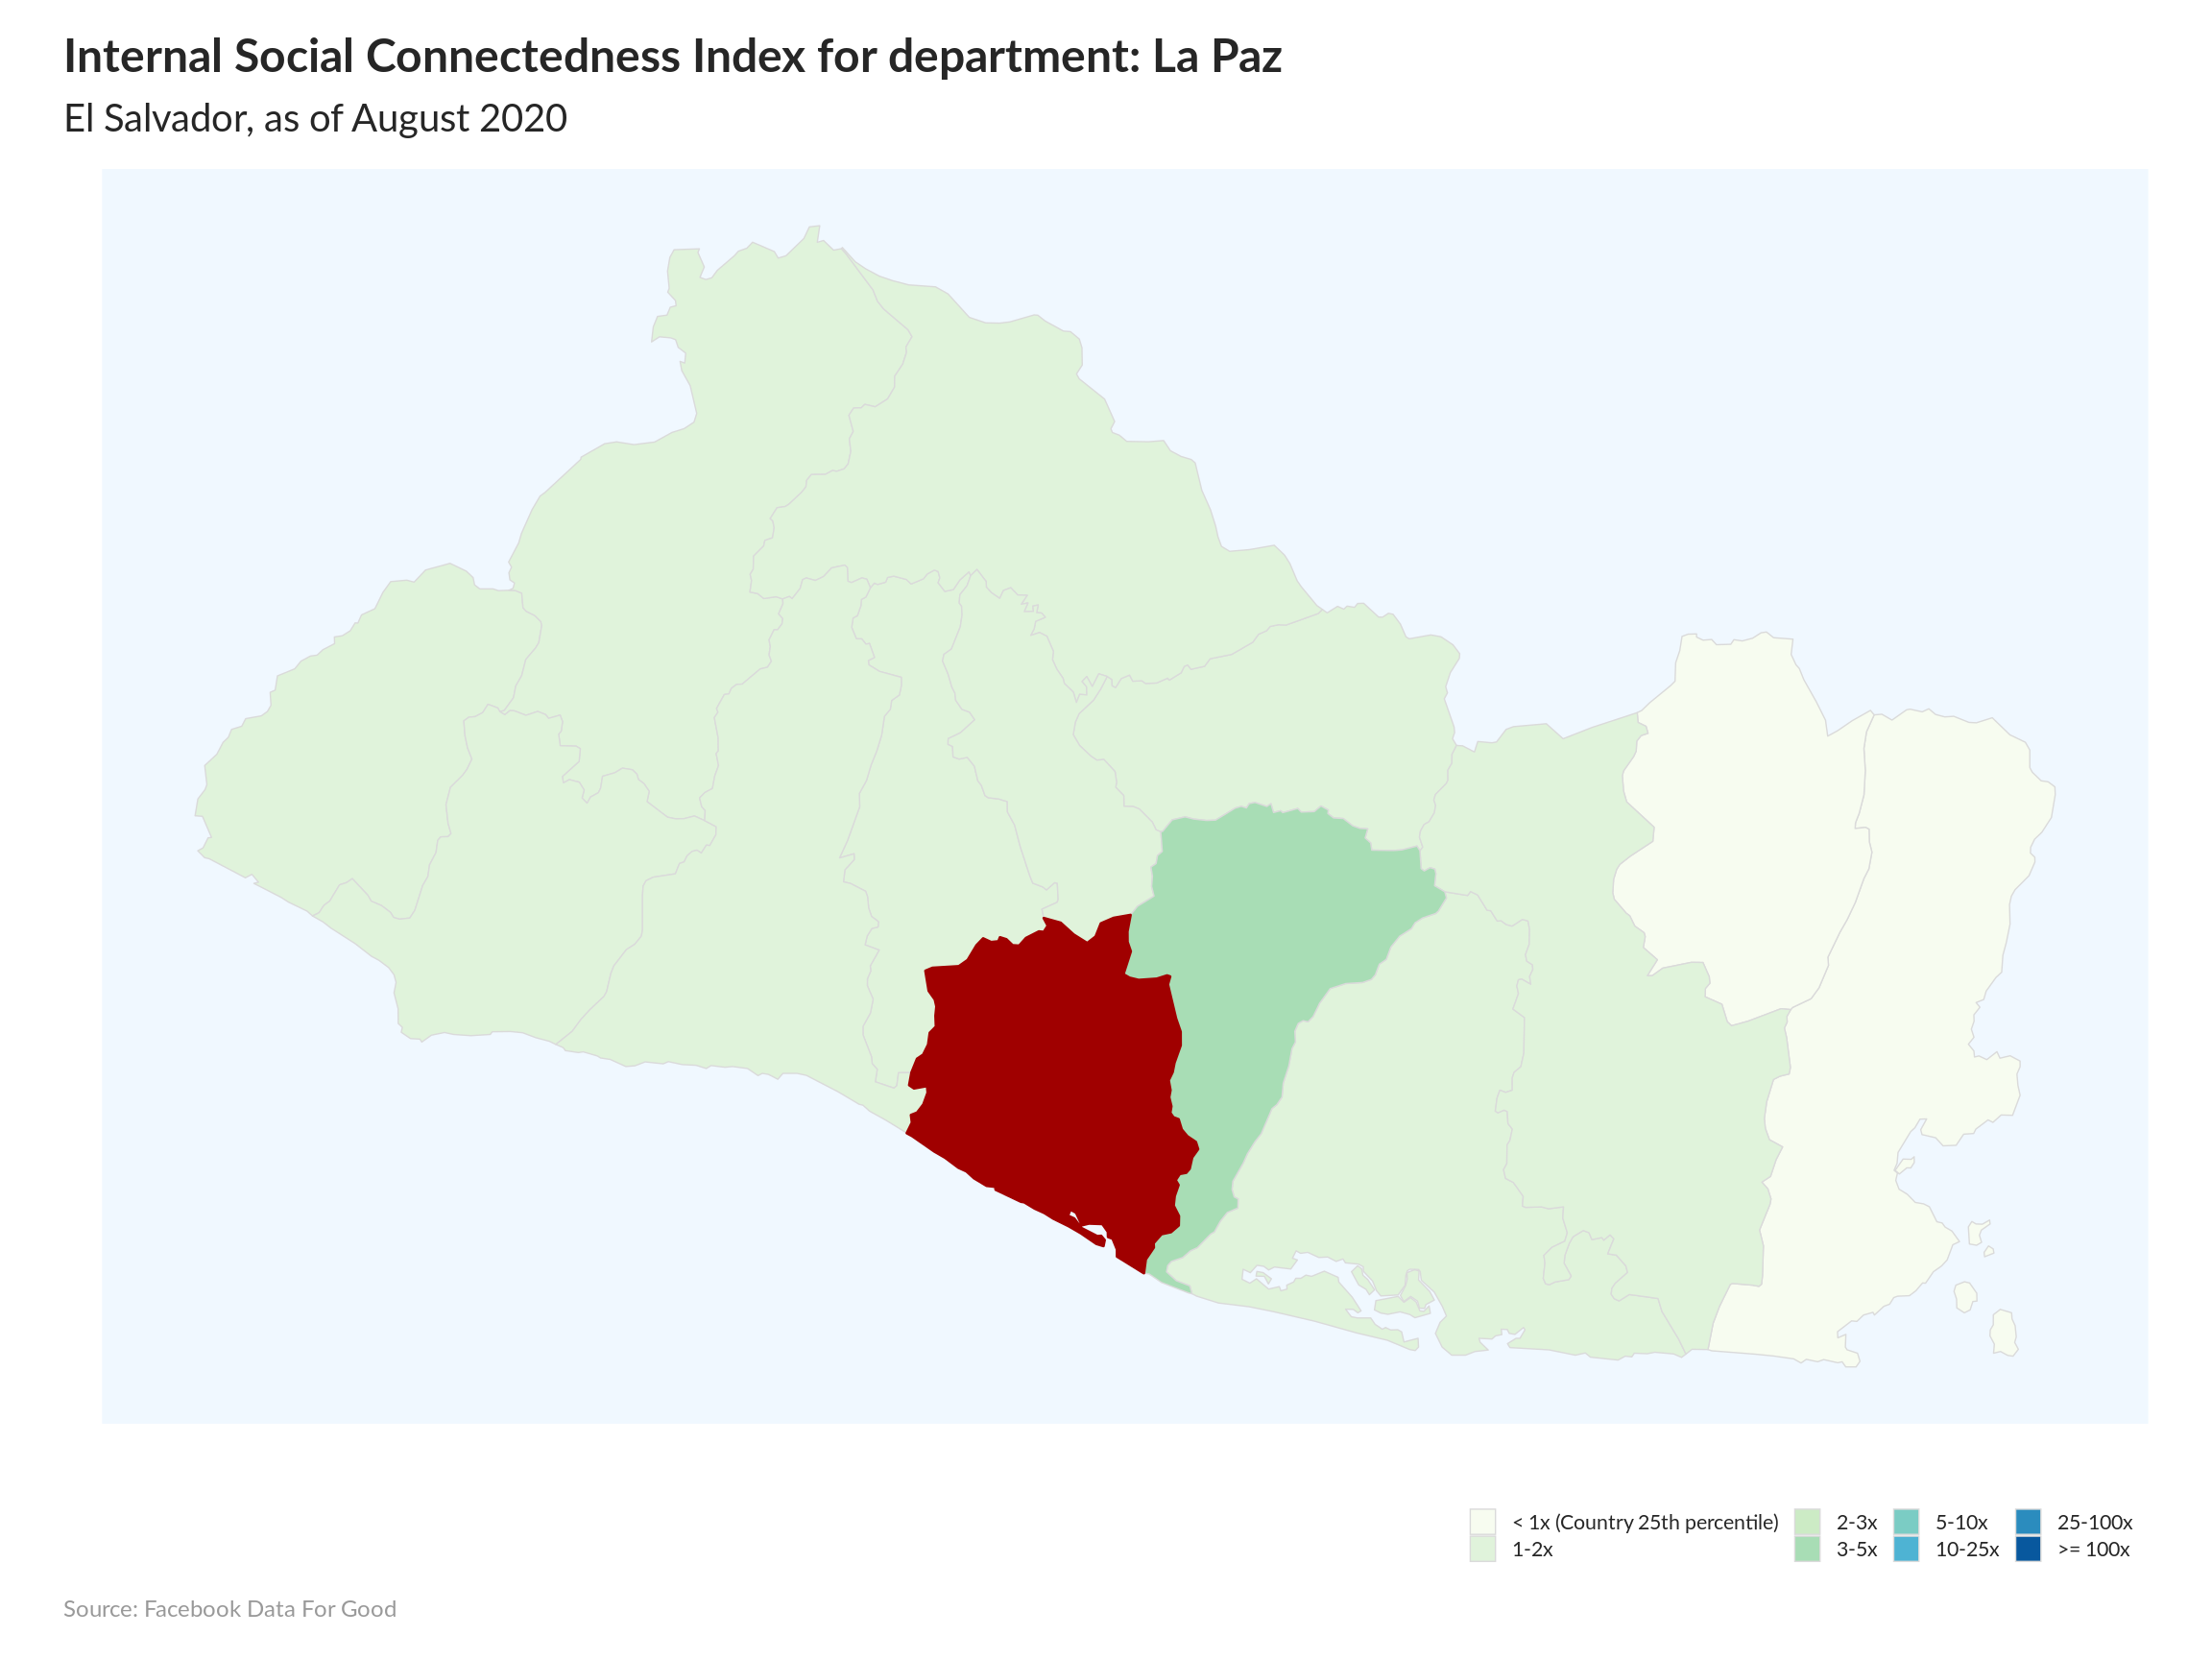 Internal Social Connectedness Index for department: La Paz
El Salvador, as of August 2020
< 1x (Country 25th percentile)
1-2x
2-3x
3-5x
5-10x
10-25x
25-100x
>= 100x
Source: Facebook Data For Good